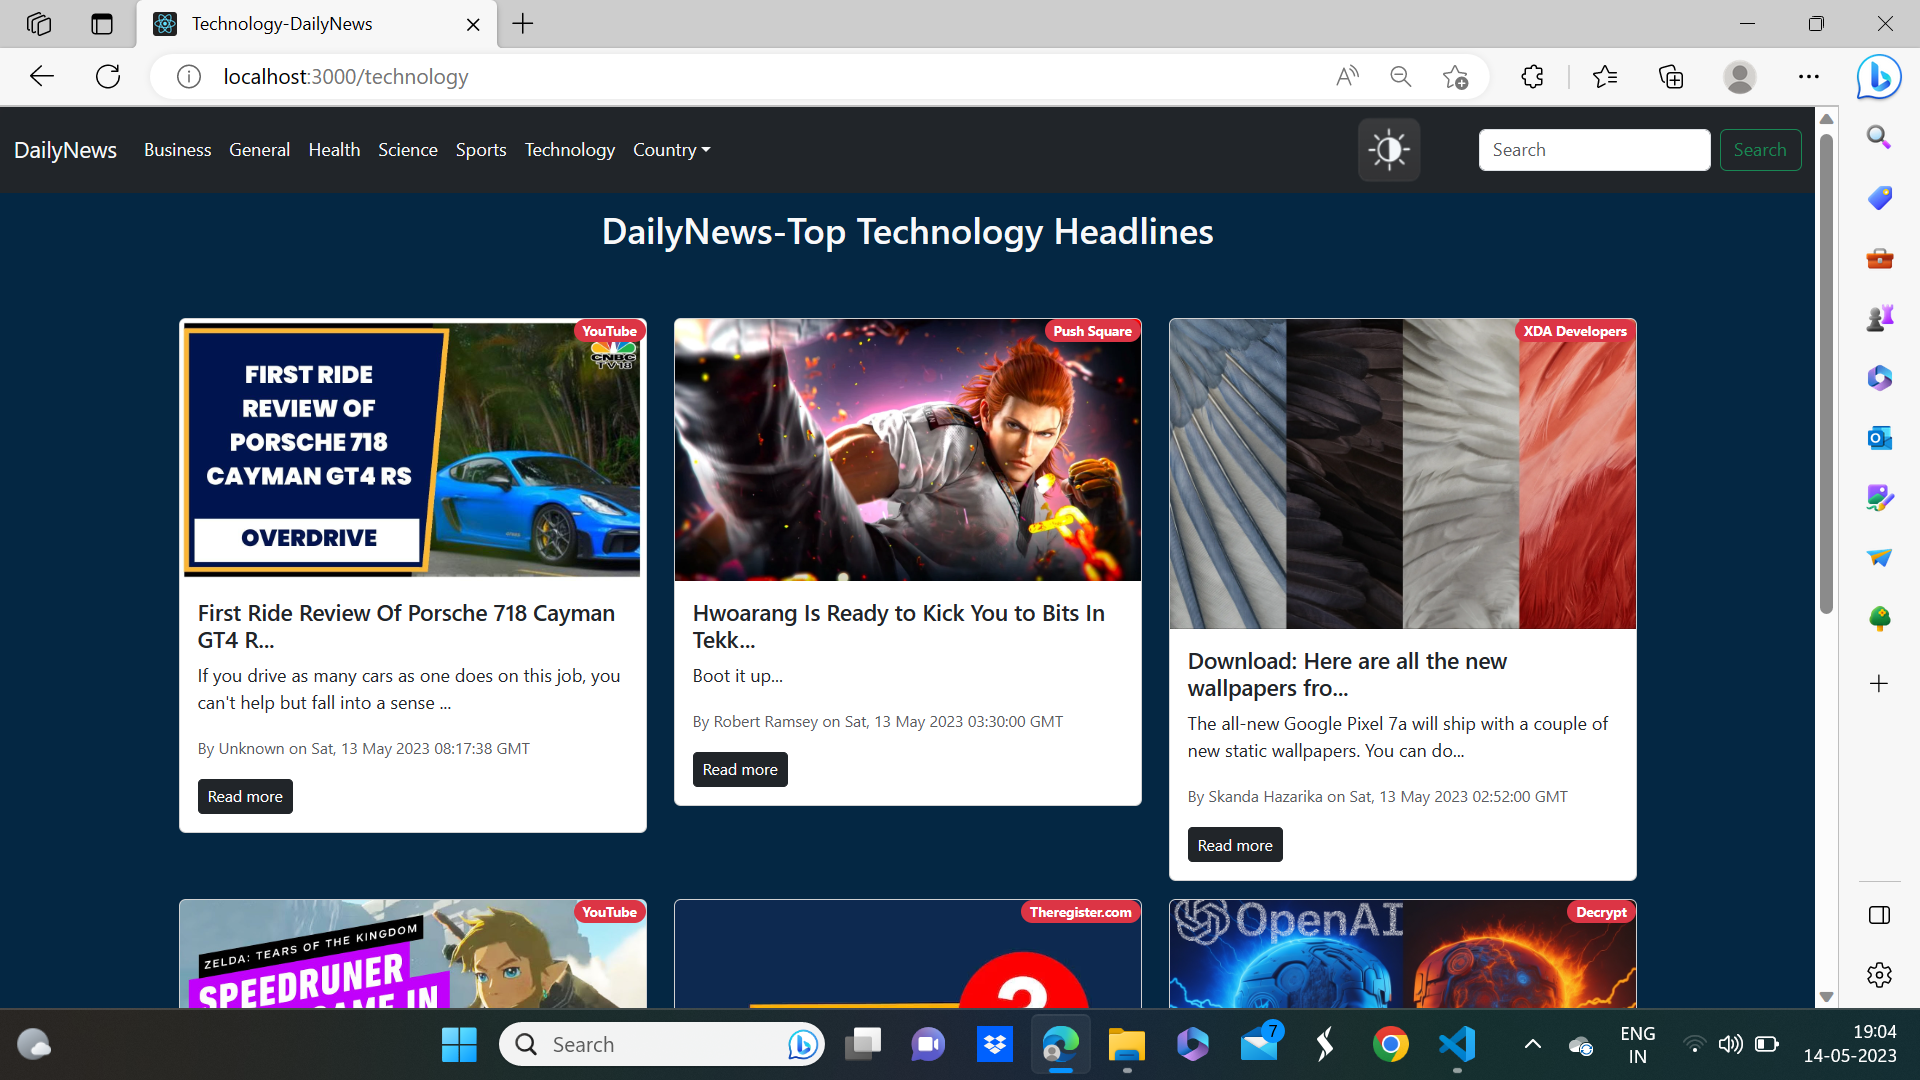 Technology-DailyNews
localhost:3000/technology
DailyNews Business General Health Science Sports Technology Country Search Search
DailyNews-Top Technology Headlines
YouTube
CNBC
TV18
FIRST RIDE
REVIEW OF
PORSCHE 718
CAYMAN GT4 RS
OVERDRIVE
First Ride Review Of Porsche 718 Cayman
GT4 R...
If you drive as many cars as one does on this job, you
can't help but fall into a sense ...
By Unknown on Sat, 13 May 2023 08:17:38 GMT
Read more
Push Square
Hwoarang Is Ready to Kick You to Bits In
Tekk...
Boot it up...
By Robert Ramsey on Sat, 13 May 2023 03:30:00 GMT
Read more
XDA Developers
Download: Here are all the new
wallpapers fro...
The all-new Google Pixel 7a will ship with a couple of
new static wallpapers. You can do...
By Skanda Hazarika on Sat, 13 May 2023 02:52:00 GMT
Read more
YouTube
ZELDA: TEARS OF THE KINGDOM
SPEEDRUNER
GAME IN
Theregister.com
?
Decrypt
OpenAI
Search
7
ENG
IN
19:04
14-05-2023